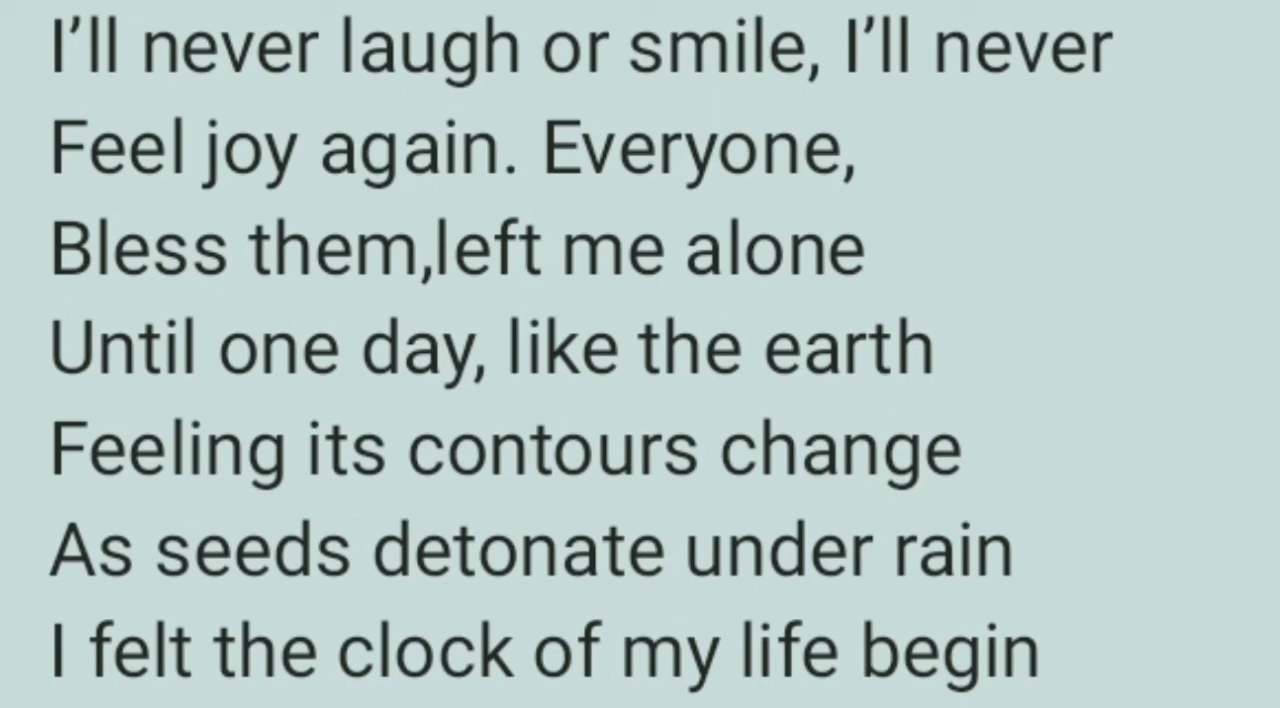 I’ll never laugh or smile, I’ll never
Feel joy again. Everyone,
Bless them,left me alone
Until one day, like the earth
Feeling its contours change
As seeds detonate under rain
I felt the clock of my life begin